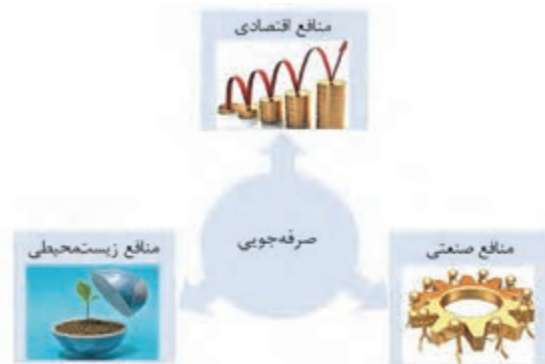 منافع اقتصادی
صرفه‌جویی
منافع صنعتی
منافع زیست‌محیطی